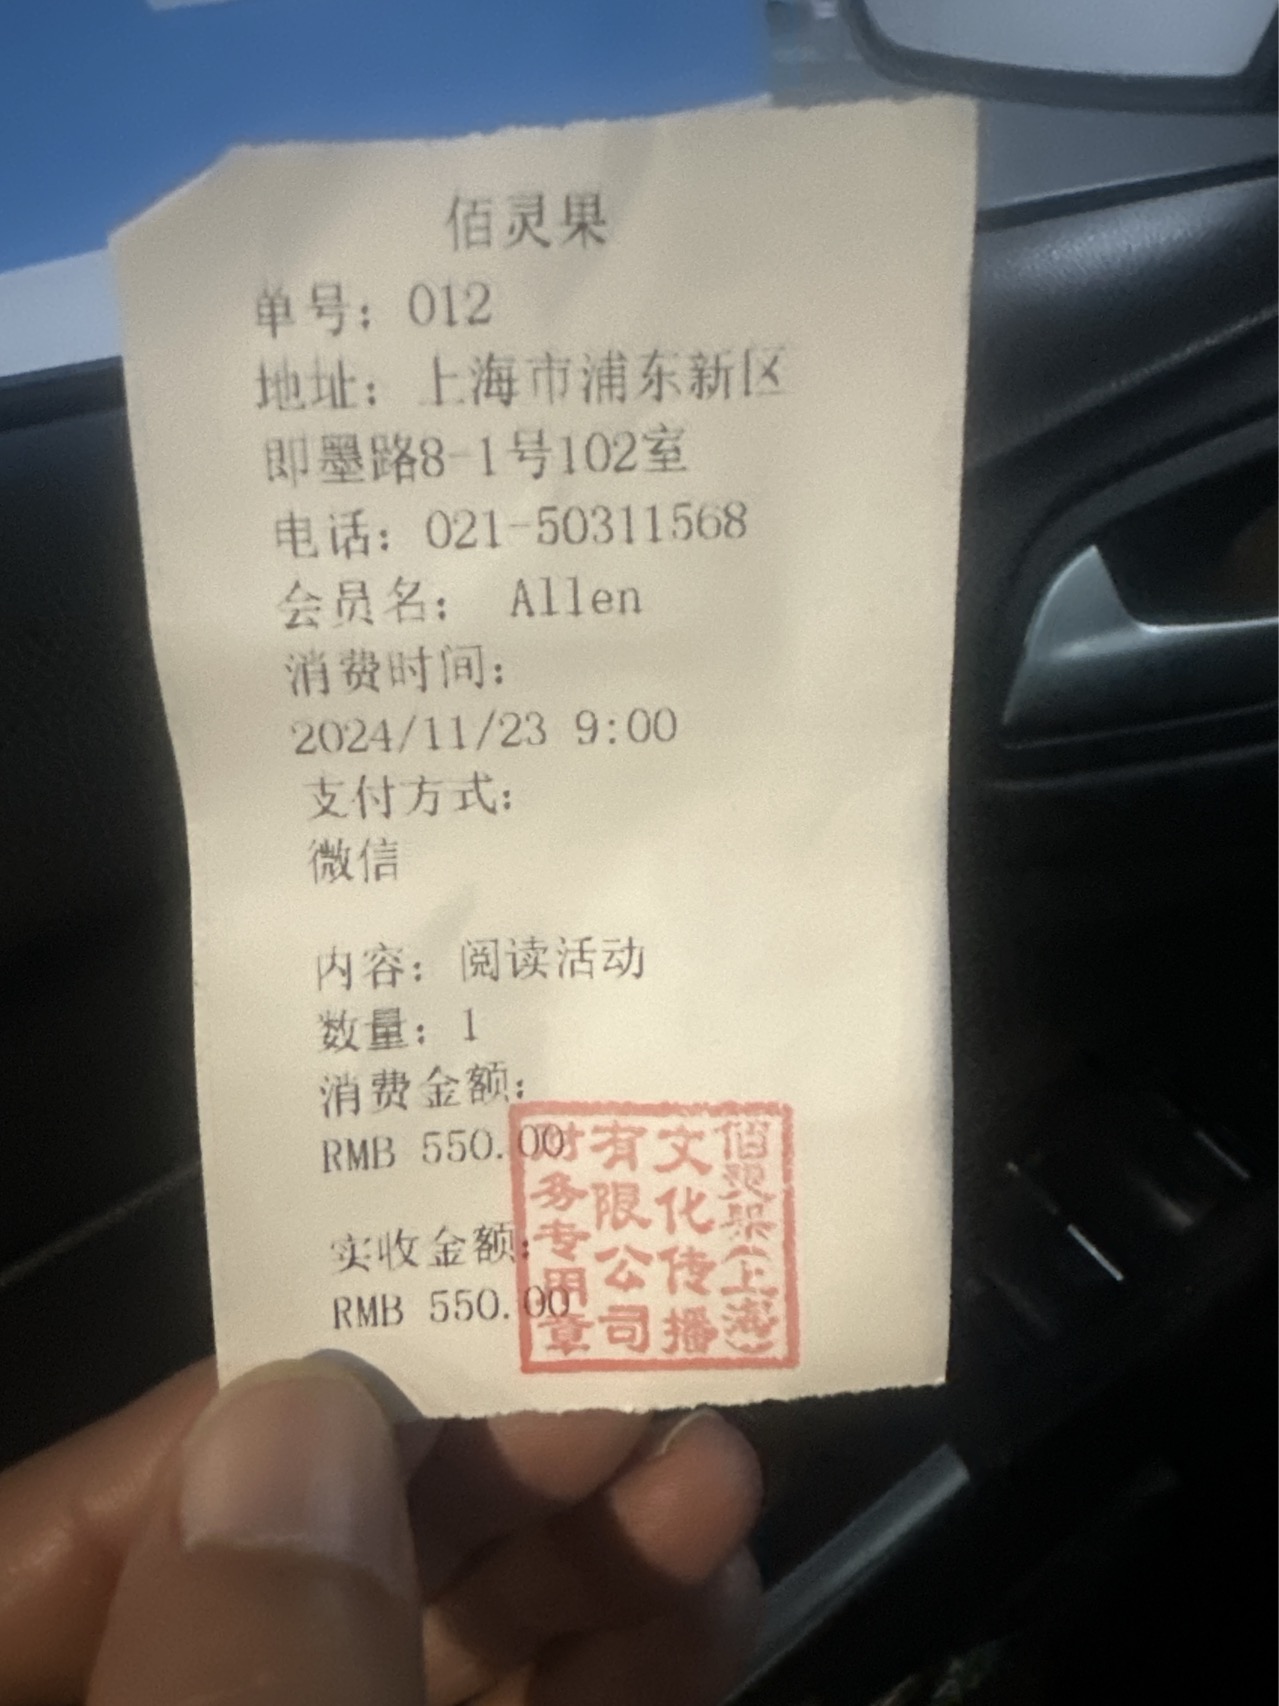 佰灵果
单号：012
地址：上海市浦东新区
即墨路8-1号102室
电话：021-50311568
会员名： Allen
消费时间：
2024/11/23 9:00
支付方式：
微信
内容：阅读活动
数量：1
消费金额：
RMB 550.00
实收金额：
RMB 550.00
佰灵果（上海）
文化传播
有限公司
财务专用章